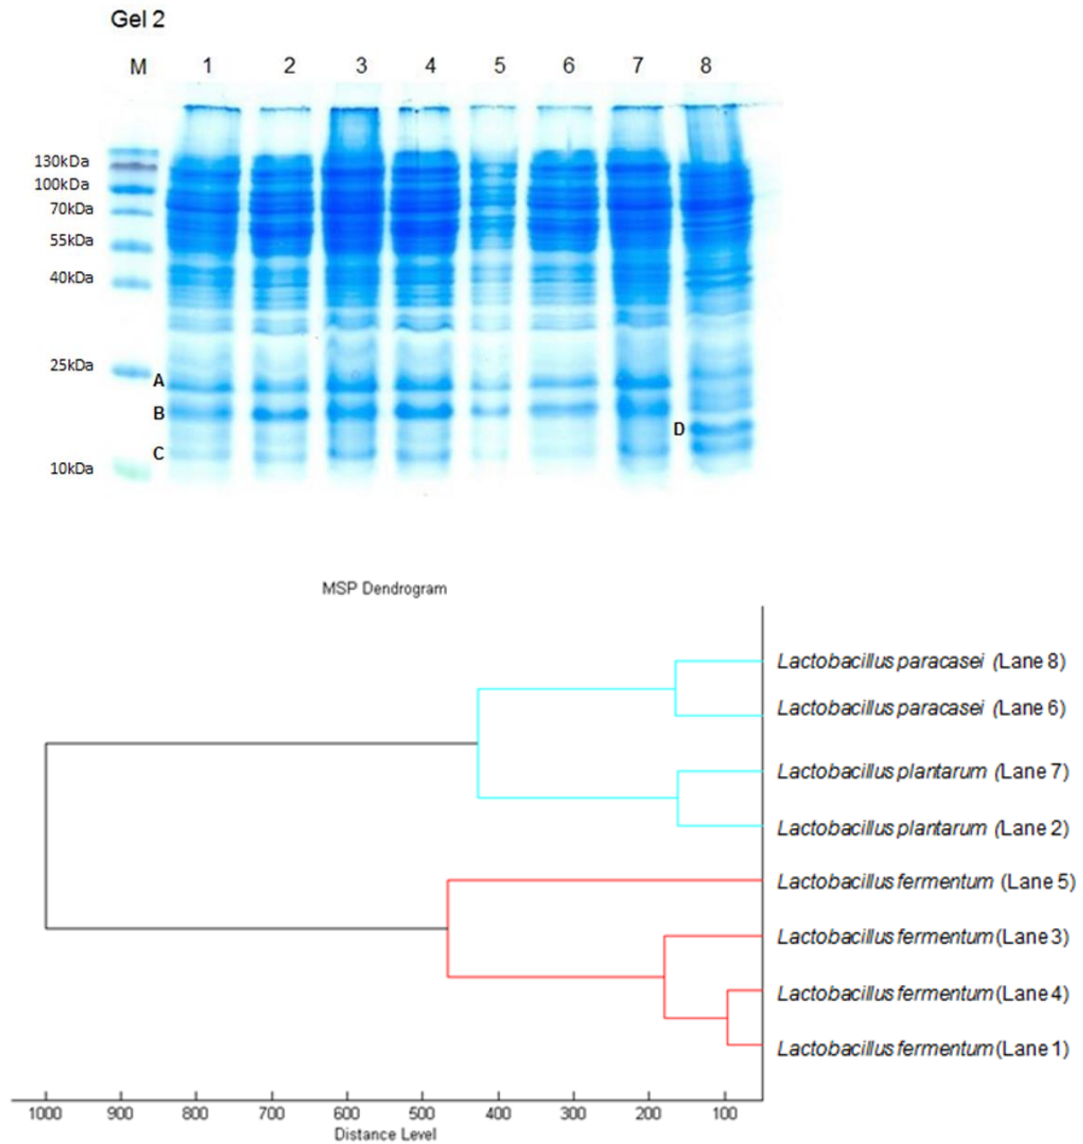 Gel 2
M 1 2 3 4 5 6 7 8
130kDa
100kDa
70kDa
55kDa
40kDa
25kDa
A
B
D
C
10kDa
MSP Dendrogram
Lactobacillus paracasei (Lane 8)
Lactobacillus paracasei (Lane 6)
Lactobacillus plantarum (Lane 7)
Lactobacillus plantarum (Lane 2)
Lactobacillus fermentum (Lane 5)
Lactobacillus fermentum (Lane 3)
Lactobacillus fermentum (Lane 4)
Lactobacillus fermentum (Lane 1)
1000 900 800 700 600 500 400 300 200 100
Distance Level